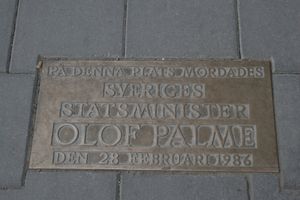 PÅ DENNA PLATS MÖRDADES
SVERIGES
STATSMINISTER
OLOF PALME
DEN 28 FEBRUARI 1986